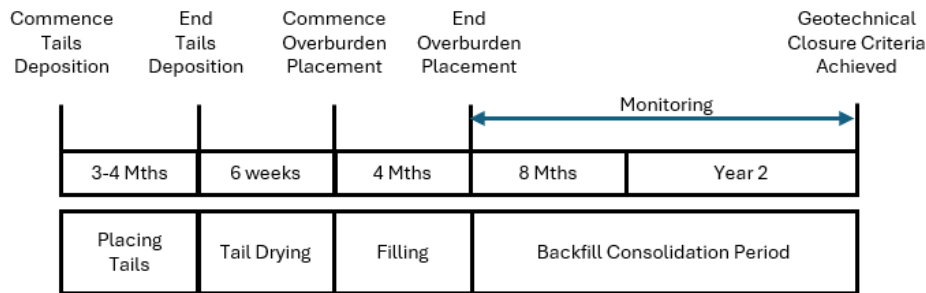 Commence
Tails
Deposition
End
Tails
Deposition
Commence
Overburden
Placement
End
Overburden
Placement
Geotechnical
Closure Criteria
Achieved
Monitoring
3-4 Mths
6 weeks
4 Mths
8 Mths
Year 2
Placing
Tails
Tail Drying
Filling
Backfill Consolidation Period